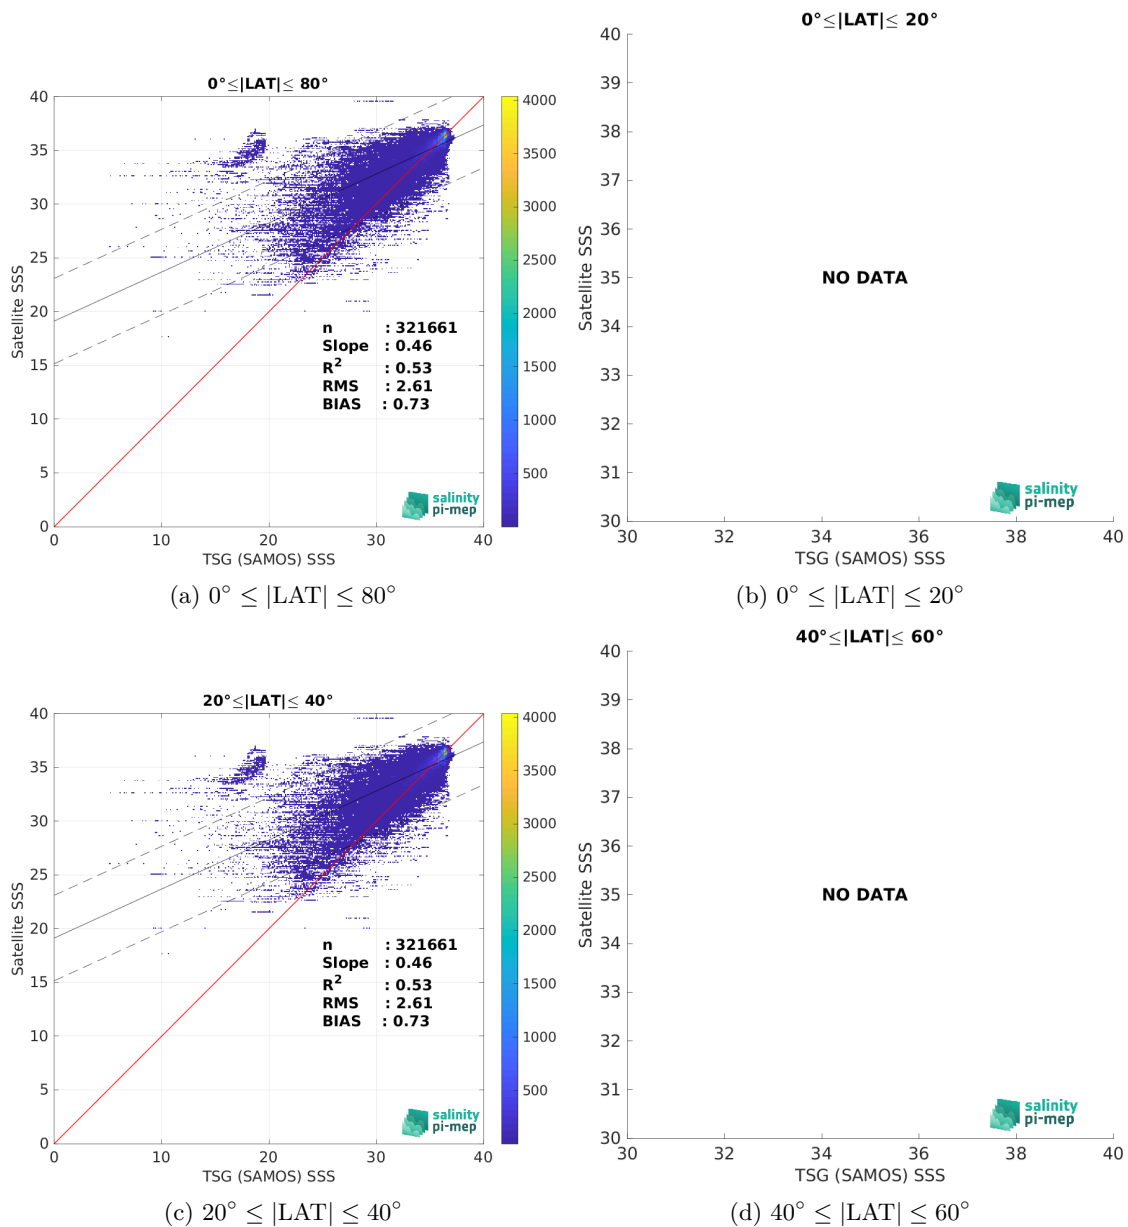 0°≤|LAT|≤ 80°
40
35
30
25
20
15
10
5
0
0
10
20
30
40
Satellite SSS
TSG (SAMOS) SSS
n : 321661
Slope : 0.46
R² : 0.53
RMS : 2.61
BIAS : 0.73
salinity
pi-mep
4000
3500
3000
2500
2000
1500
1000
500
(a) 0° ≤ |LAT| ≤ 80°
0°≤|LAT|≤ 20°
40
39
38
37
36
35
34
33
32
31
30
30
32
34
36
38
40
Satellite SSS
TSG (SAMOS) SSS
NO DATA
salinity
pi-mep
(b) 0° ≤ |LAT| ≤ 20°
20°≤|LAT|≤ 40°
40
35
30
25
20
15
10
5
0
0
10
20
30
40
Satellite SSS
TSG (SAMOS) SSS
n : 321661
Slope : 0.46
R² : 0.53
RMS : 2.61
BIAS : 0.73
salinity
pi-mep
4000
3500
3000
2500
2000
1500
1000
500
(c) 20° ≤ |LAT| ≤ 40°
40°≤|LAT|≤ 60°
40
39
38
37
36
35
34
33
32
31
30
30
32
34
36
38
40
Satellite SSS
TSG (SAMOS) SSS
NO DATA
salinity
pi-mep
(d) 40° ≤ |LAT| ≤ 60°